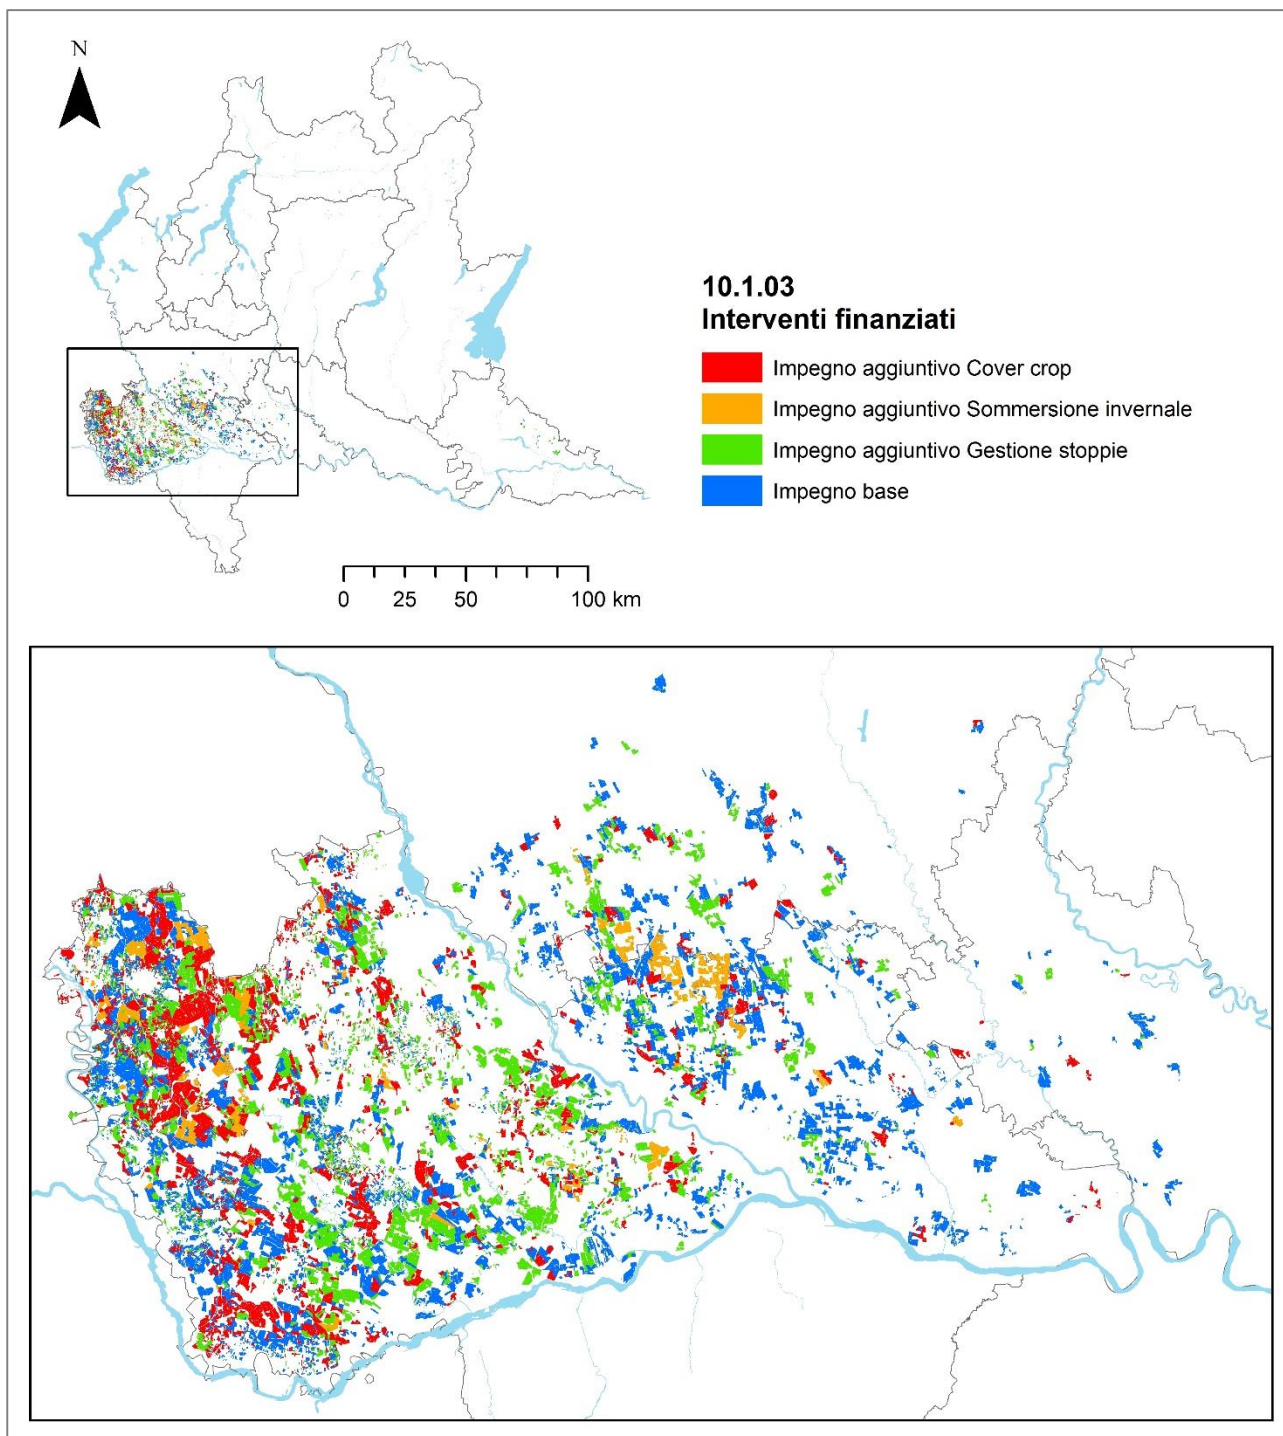 N
10.1.03
Interventi finanziati
Impegno aggiuntivo Cover crop
Impegno aggiuntivo Sommersione invernale
Impegno aggiuntivo Gestione stoppie
Impegno base
0 25 50 100 km